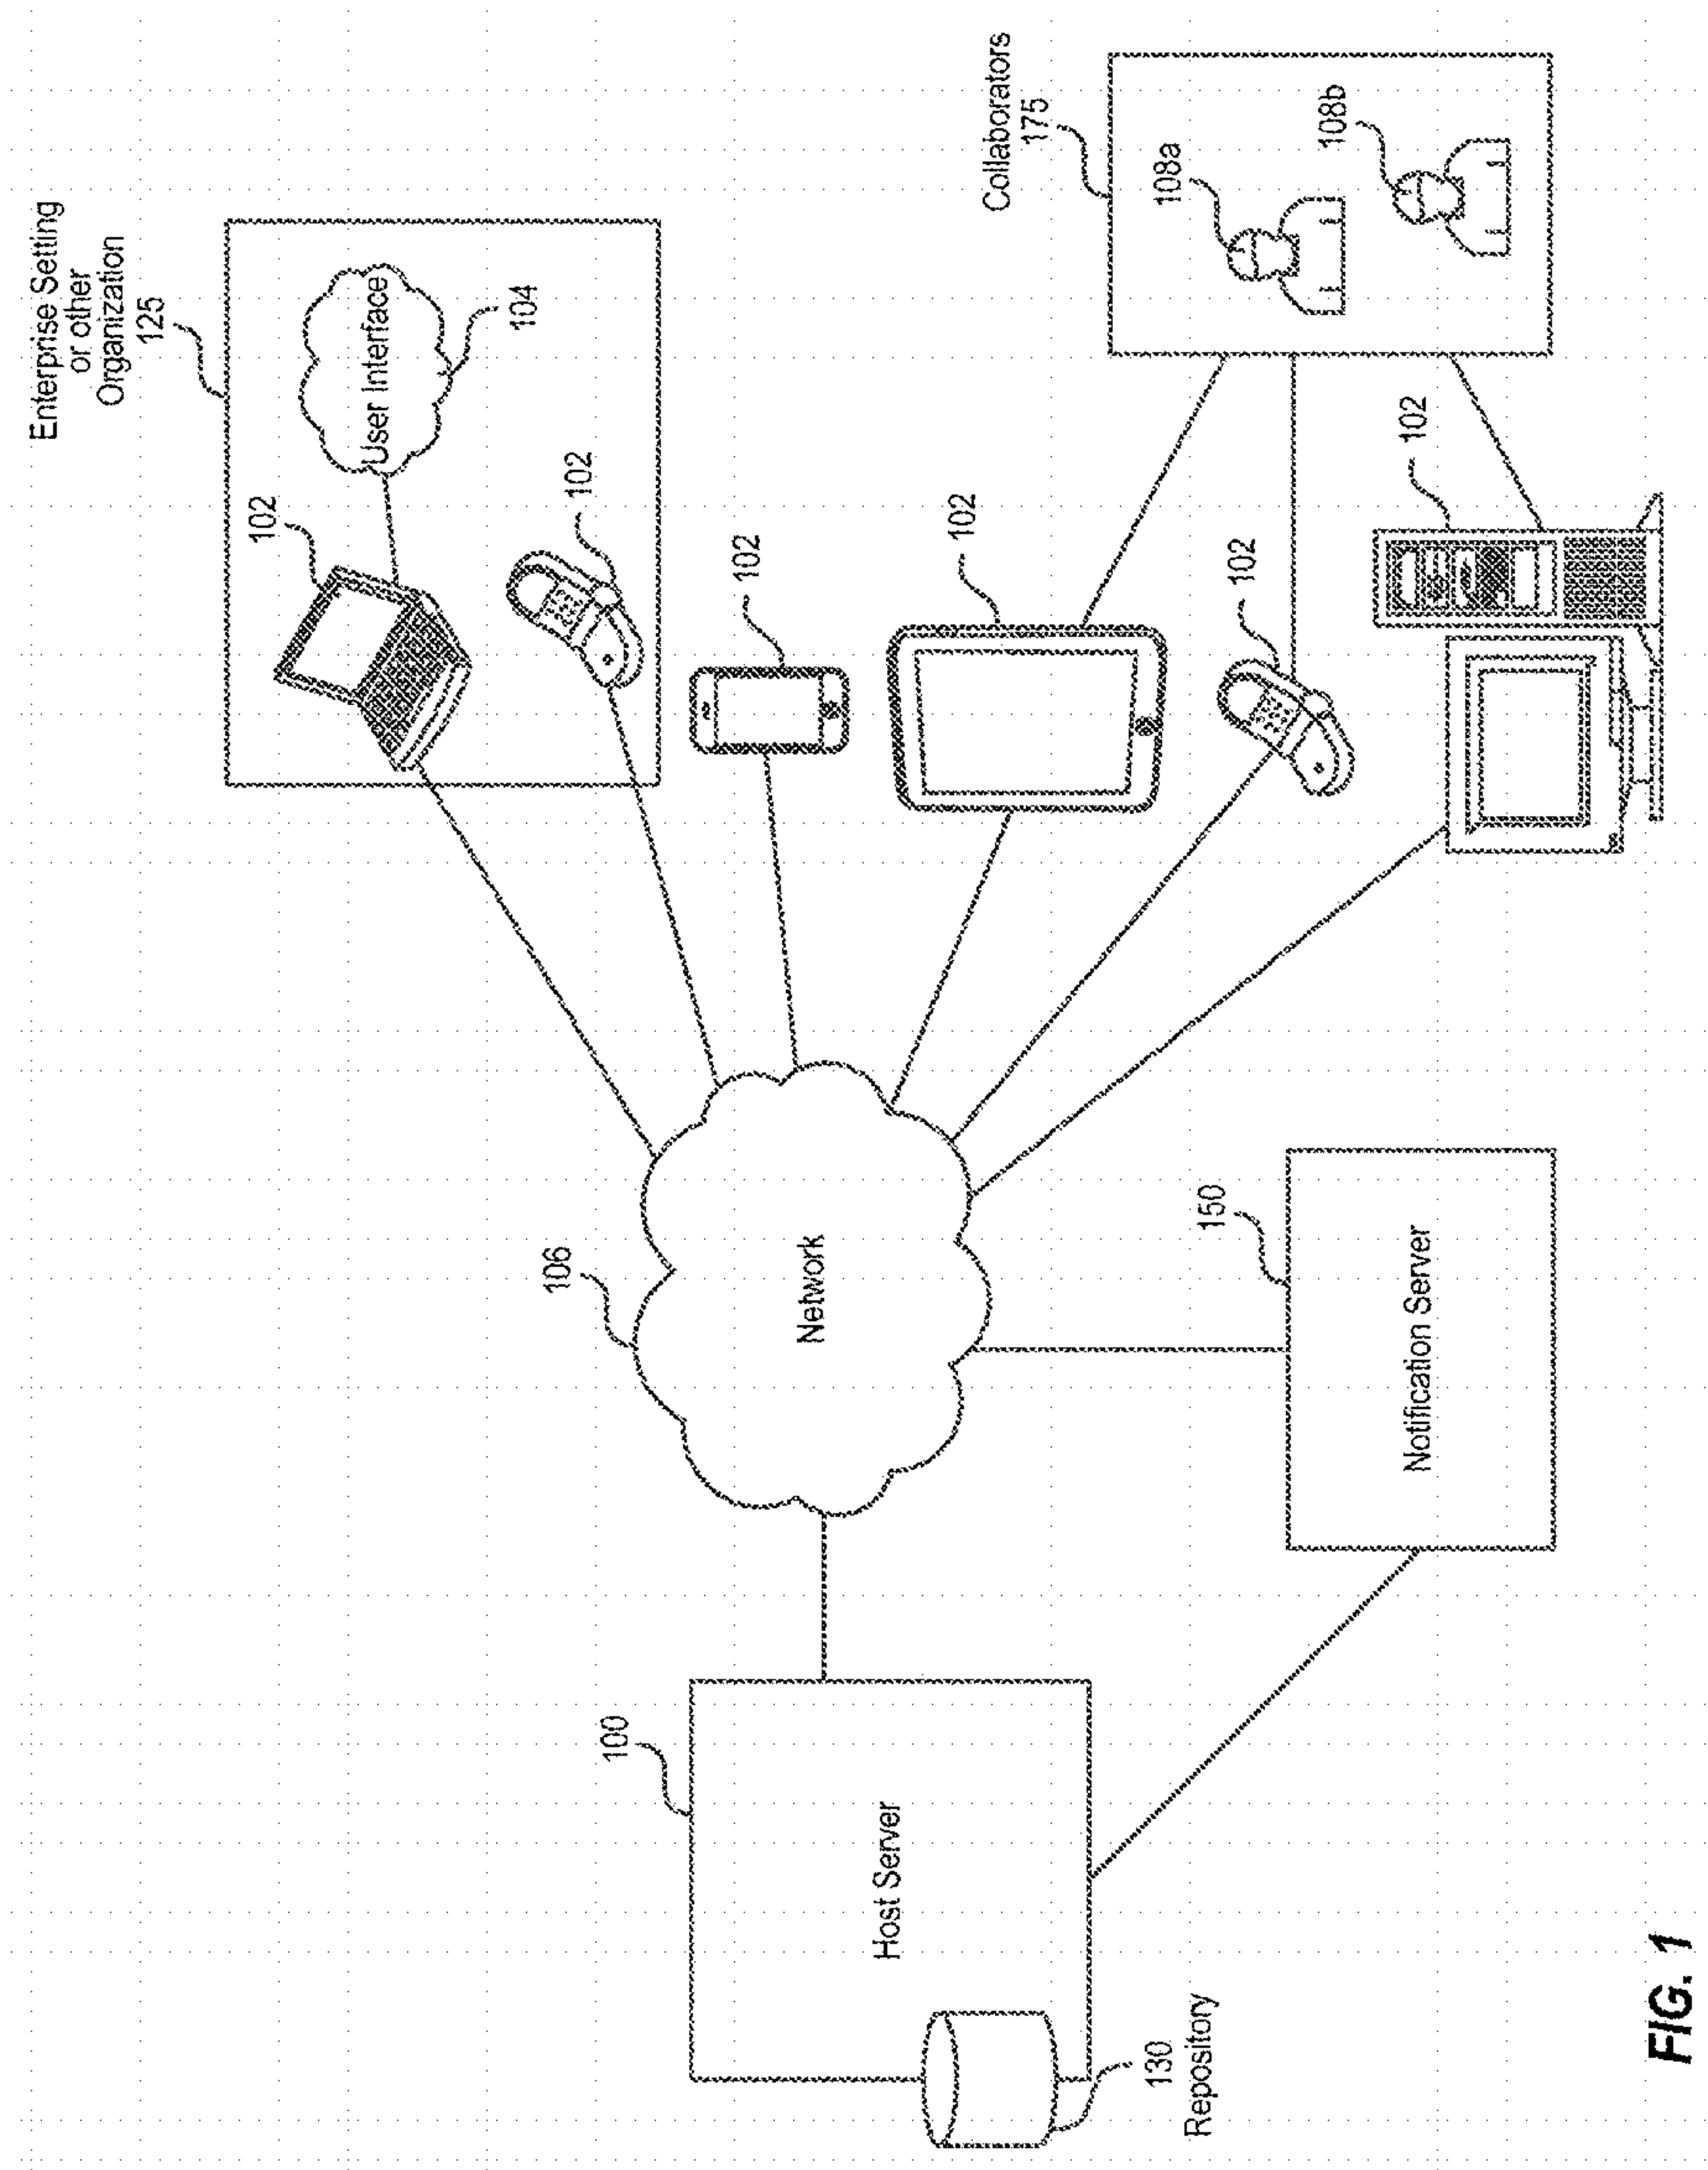 Enterprise Setting
or other
Organization
125
102
User Interface
104
102
102
Collaborators
175
108a
108b
102
102
102
106
Network
100
Host Server
150
Notification Server
130
Repository
FIG. 1